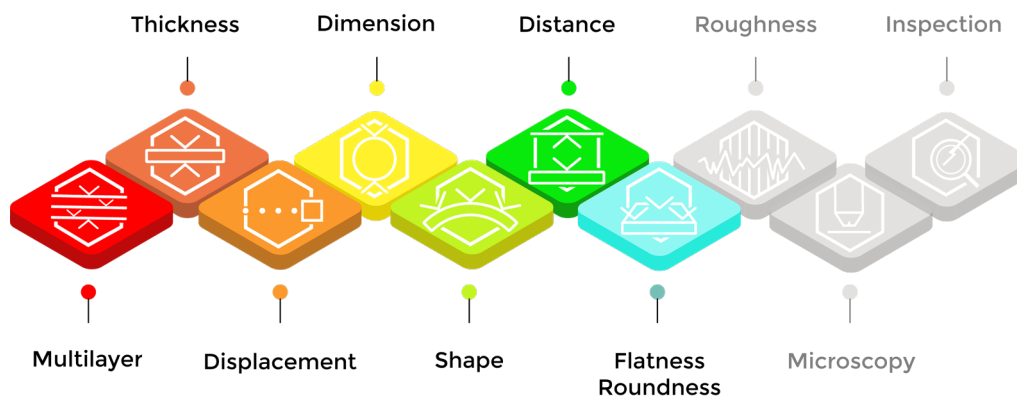 Thickness
Dimension
Distance
Roughness
Inspection
Multilayer
Displacement
Shape
Flatness
Roundness
Microscopy